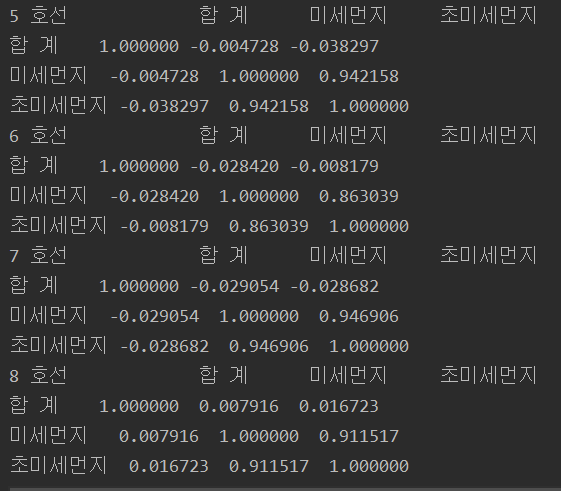 5 호선             합 계      미세먼지     초미세먼지
합 계    1.000000 -0.004728 -0.038297
미세먼지  -0.004728  1.000000  0.942158
초미세먼지 -0.038297  0.942158  1.000000
6 호선             합 계      미세먼지     초미세먼지
합 계    1.000000 -0.028420 -0.008179
미세먼지  -0.028420  1.000000  0.863039
초미세먼지 -0.008179  0.863039  1.000000
7 호선             합 계      미세먼지     초미세먼지
합 계    1.000000 -0.029054 -0.028682
미세먼지  -0.029054  1.000000  0.946906
초미세먼지 -0.028682  0.946906  1.000000
8 호선             합 계      미세먼지     초미세먼지
합 계    1.000000  0.007916  0.016723
미세먼지   0.007916  1.000000  0.911517
초미세먼지  0.016723  0.911517  1.000000